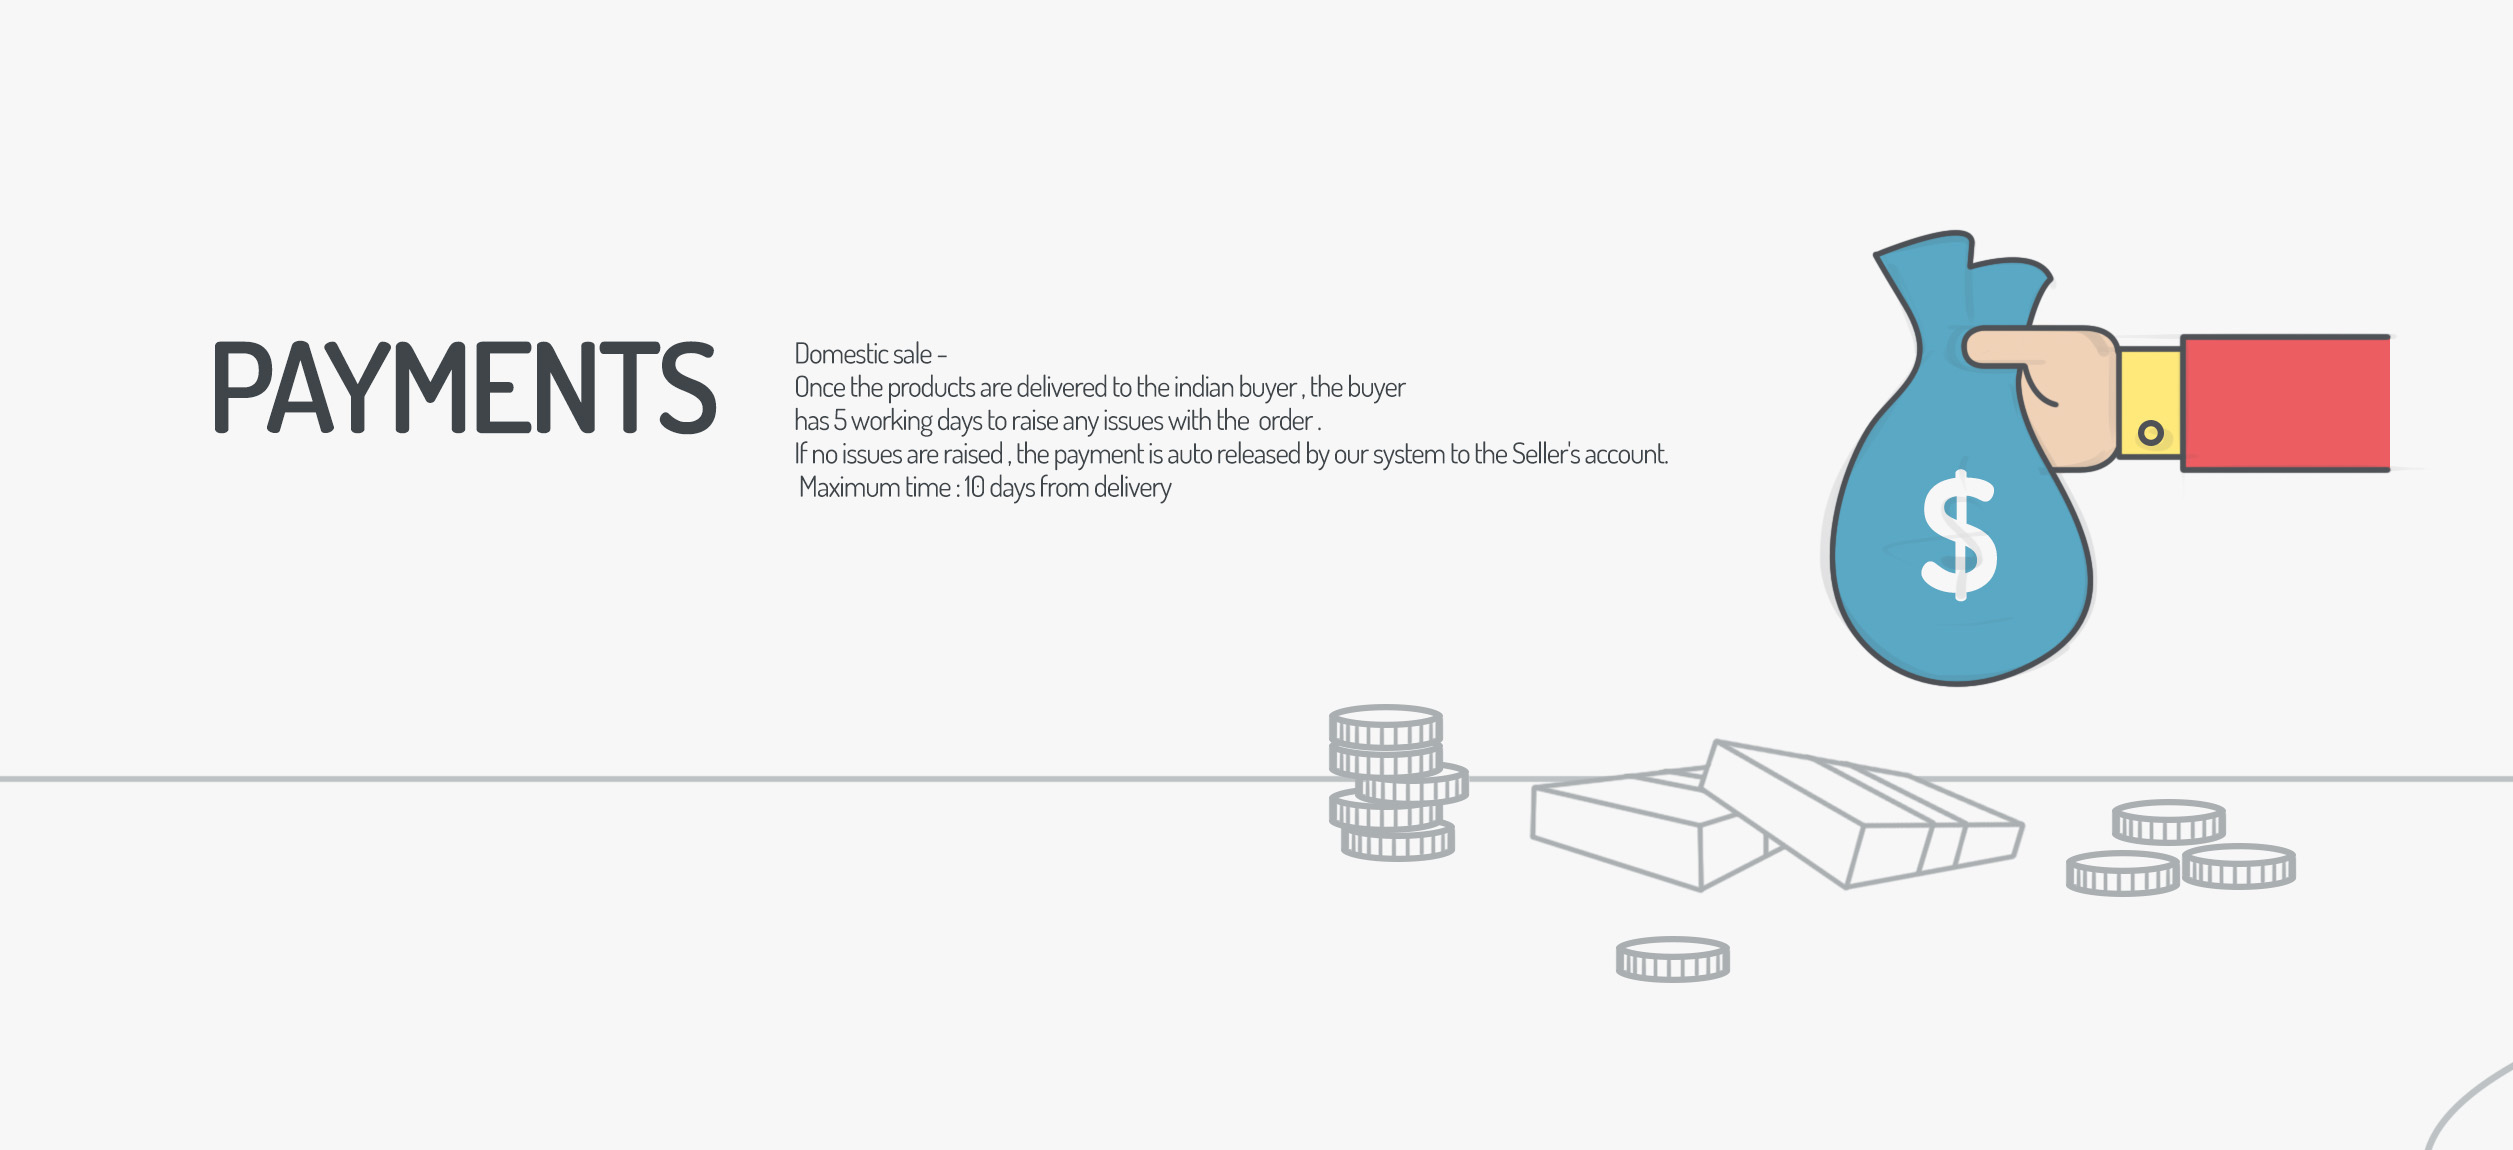 PAYMENTS
Domestic sale -
Once the products are delivered to the indian buyer , the buyer
has 5 working days to raise any issues with the  order .
If no issues are raised , the payment is auto released by our system to the Seller's account.
Maximum time : 10 days from delivery
$